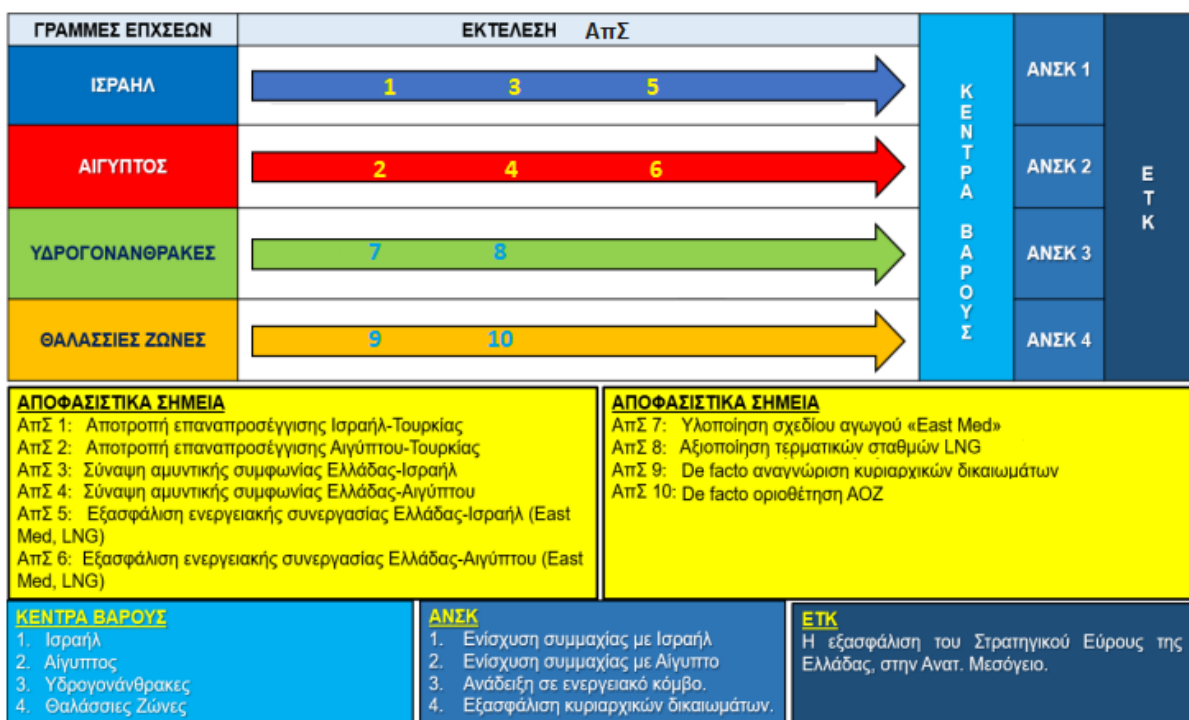 ΓΡΑΜΜΕΣ ΕΠΧΣΕΩΝ
ΕΚΤΕΛΕΣΗ ΑπΣ
ΙΣΡΑΗΛ
1 3 5
ΑΙΓΥΠΤΟΣ
2 4 6
ΥΔΡΟΓΟΝΑΝΘΡΑΚΕΣ
7 8
ΘΑΛΑΣΣΙΕΣ ΖΩΝΕΣ
9 10
ΚΕΝΤΡΑ ΒΑΡΟΥΣ
ΑΝΣΚ 1
ΑΝΣΚ 2
ΑΝΣΚ 3
ΑΝΣΚ 4
ΕΤΚ
ΑΠΟΦΑΣΙΣΤΙΚΑ ΣΗΜΕΙΑ
ΑπΣ 1: Αποτροπή επαναπροσέγγισης Ισραήλ-Τουρκίας
ΑπΣ 2: Αποτροπή επαναπροσέγγισης Αιγύπτου-Τουρκίας
ΑπΣ 3: Σύναψη αμυντικής συμφωνίας Ελλάδας-Ισραήλ
ΑπΣ 4: Σύναψη αμυντικής συμφωνίας Ελλάδας-Αιγύπτου
ΑπΣ 5: Εξασφάλιση ενεργειακής συνεργασίας Ελλάδας-Ισραήλ (East
Med, LNG)
ΑπΣ 6: Εξασφάλιση ενεργειακής συνεργασίας Ελλάδας-Αιγύπτου (East
Med, LNG)
ΑΠΟΦΑΣΙΣΤΙΚΑ ΣΗΜΕΙΑ
ΑπΣ 7: Υλοποίηση σχεδίου αγωγού «East Med»
ΑπΣ 8: Αξιοποίηση τερματικών σταθμών LNG
ΑπΣ 9: De facto αναγνώριση κυριαρχικών δικαιωμάτων
ΑπΣ 10: De facto οριοθέτηση ΑΟΖ
ΚΕΝΤΡΑ ΒΑΡΟΥΣ
1. Ισραήλ
2. Αίγυπτος
3. Υδρογονάνθρακες
4. Θαλάσσιες Ζώνες
ΑΝΣΚ
1. Ενίσχυση συμμαχίας με Ισραήλ
2. Ενίσχυση συμμαχίας με Αίγυπτο
3. Ανάδειξη σε ενεργειακό κόμβο.
4. Εξασφάλιση κυριαρχικών δικαιωμάτων.
ΕΤΚ
Η εξασφάλιση του Στρατηγικού Εύρους της
Ελλάδας, στην Ανατ. Μεσόγειο.